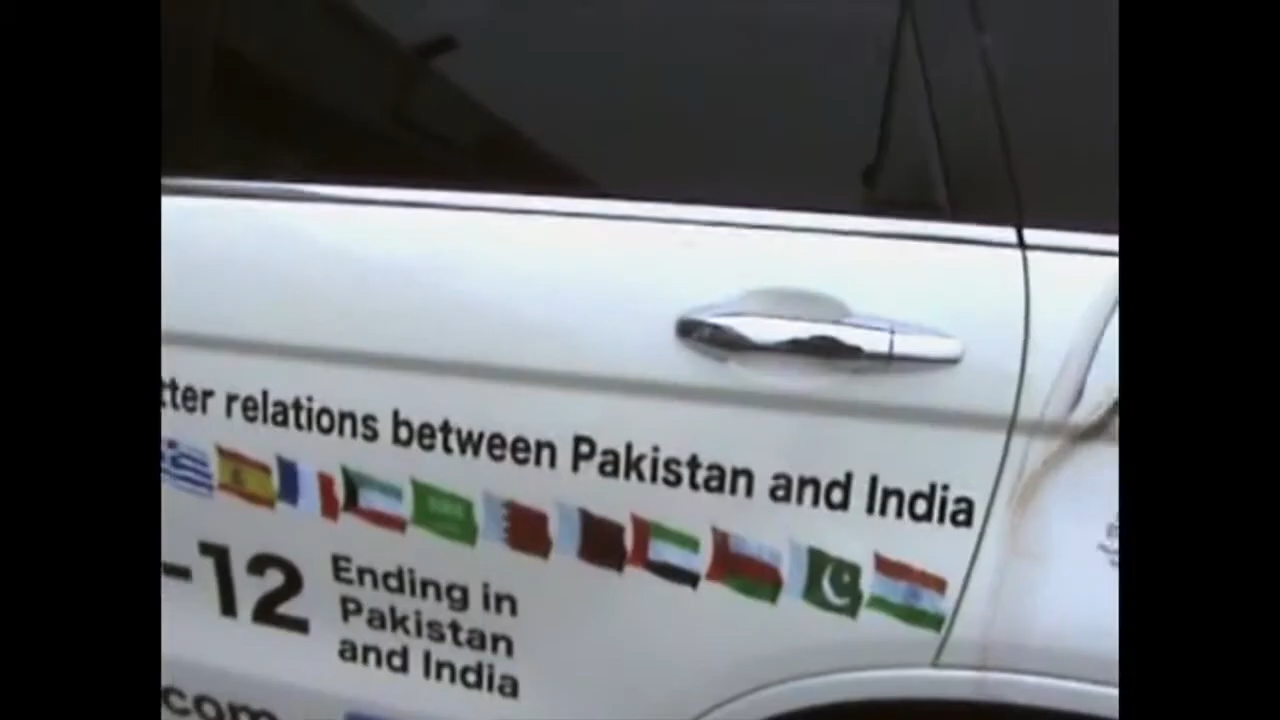 tter relations between Pakistan and India
-12
Ending in
Pakistan
and India
.com